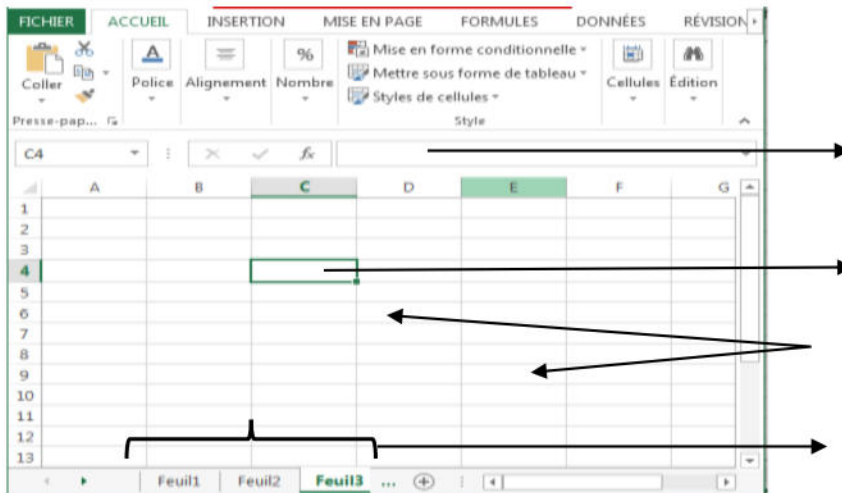 FICHIER ACCUEIL INSERTION MISE EN PAGE FORMULES DONNÉES RÉVISION
Coller Police Alignement Nombre Mise en forme conditionnelle Cellules Édition
Mettre sous forme de tableau
Styles de cellules
Presse-pap... Style
C4 fx
A B C D E F G
1
2
3
4
5
6
7
8
9
10
11
12
13
Feuil1 Feuil2 Feuil3 ...